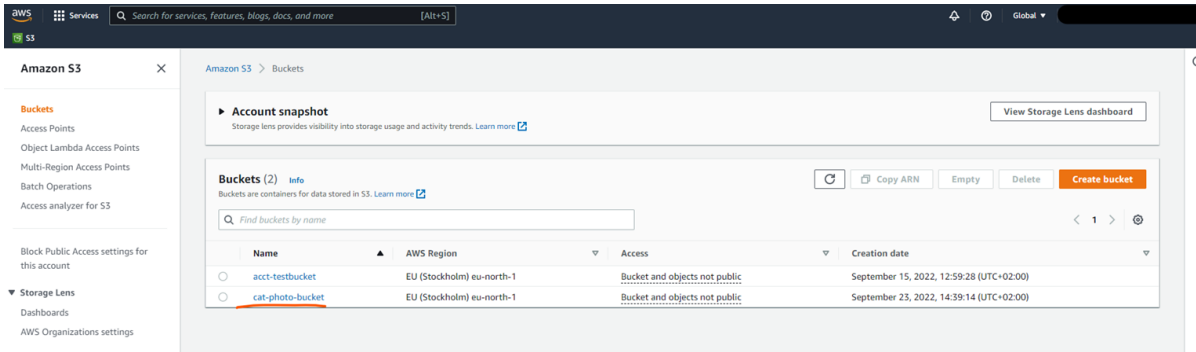 aws Services Search for services, features, blogs, docs, and more [Alt+S] Global
S3
Amazon S3
Buckets
Access Points
Object Lambda Access Points
Multi-Region Access Points
Batch Operations
Access analyzer for S3
Block Public Access settings for
this account
Storage Lens
Dashboards
AWS Organizations settings
Amazon S3 > Buckets
Account snapshot
Storage lens provides visibility into storage usage and activity trends. Learn more
View Storage Lens dashboard
Buckets (2) Info
Buckets are containers for data stored in S3. Learn more
Copy ARN Empty Delete Create bucket
Find buckets by name
1
Name AWS Region Access Creation date
acct-testbucket EU (Stockholm) eu-north-1 Bucket and objects not public September 15, 2022, 12:59:28 (UTC+02:00)
cat-photo-bucket EU (Stockholm) eu-north-1 Bucket and objects not public September 23, 2022, 14:39:14 (UTC+02:00)